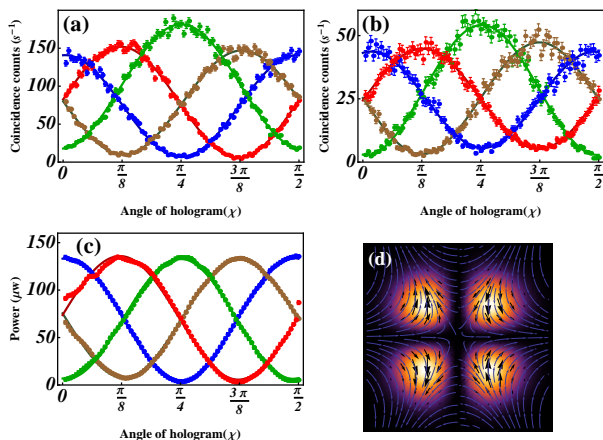 (a)
Coincidence counts (s⁻¹)
150
100
50
0
0 π/8 π/4 3π/8 π/2
Angle of hologram(χ)
(b)
Coincidence counts (s⁻¹)
50
25
0
0 π/8 π/4 3π/8 π/2
Angle of hologram(χ)
(c)
Power (μw)
150
100
50
0
0 π/8 π/4 3π/8 π/2
Angle of hologram(χ)
(d)